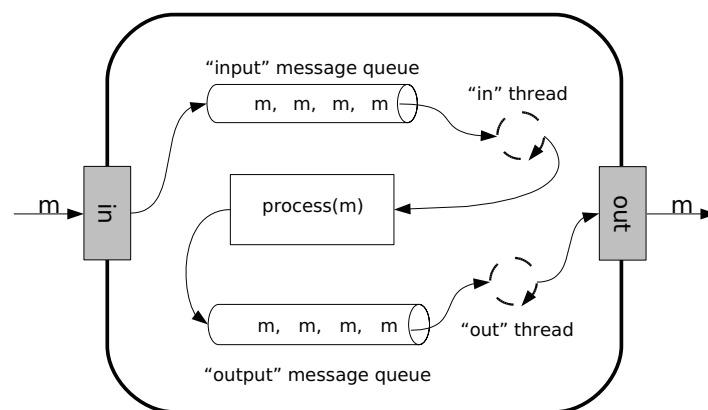 “input” message queue
m, m, m, m
“in” thread
m
in
process(m)
out
m
m, m, m, m
“out” thread
“output” message queue